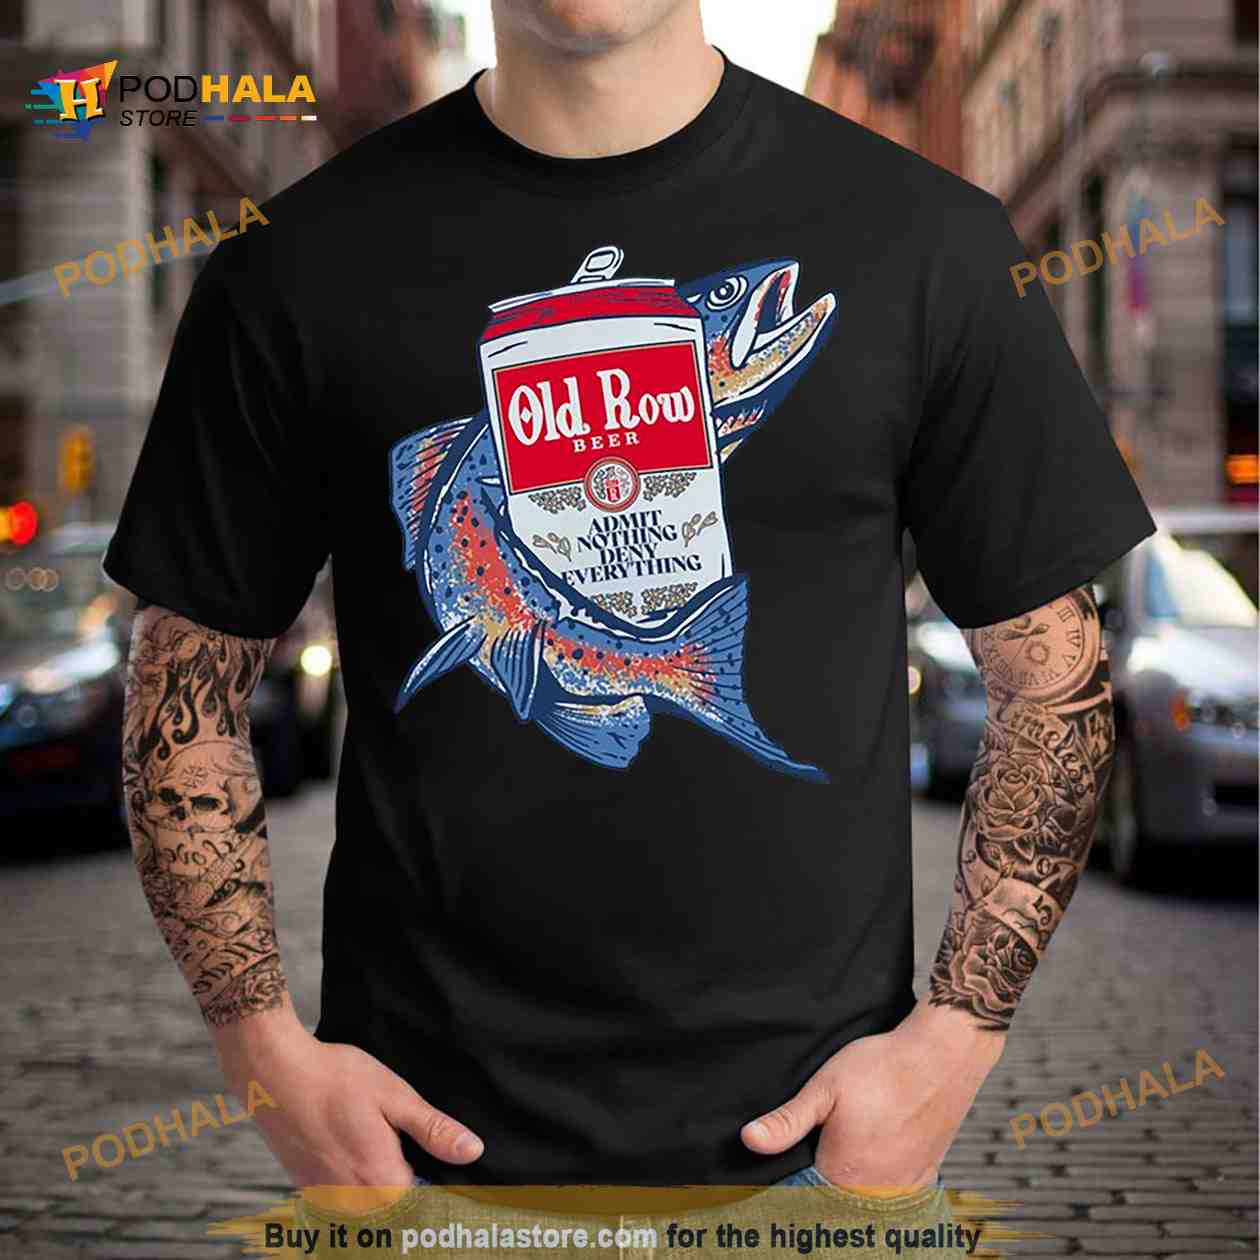 PODHALA
STORE
PODHALA
PODHALA
Old Row
BEER
R
ADMIT
NOTHING
DENY
EVERYTHING
PODHALA
PODHALA
Buy it on podhalastore.com for the highest quality